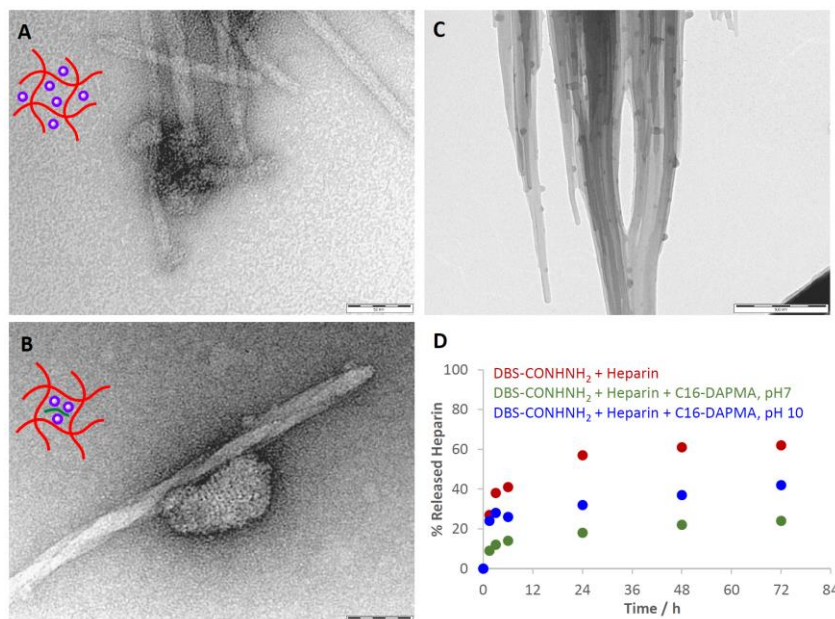 A
C
B
D
DBS-CONHNH₂ + Heparin
DBS-CONHNH₂ + Heparin + C16-DAPMA, pH7
DBS-CONHNH₂ + Heparin + C16-DAPMA, pH 10
% Released Heparin
100
80
60
40
20
0
0 12 24 36 48 60 72 84
Time / h